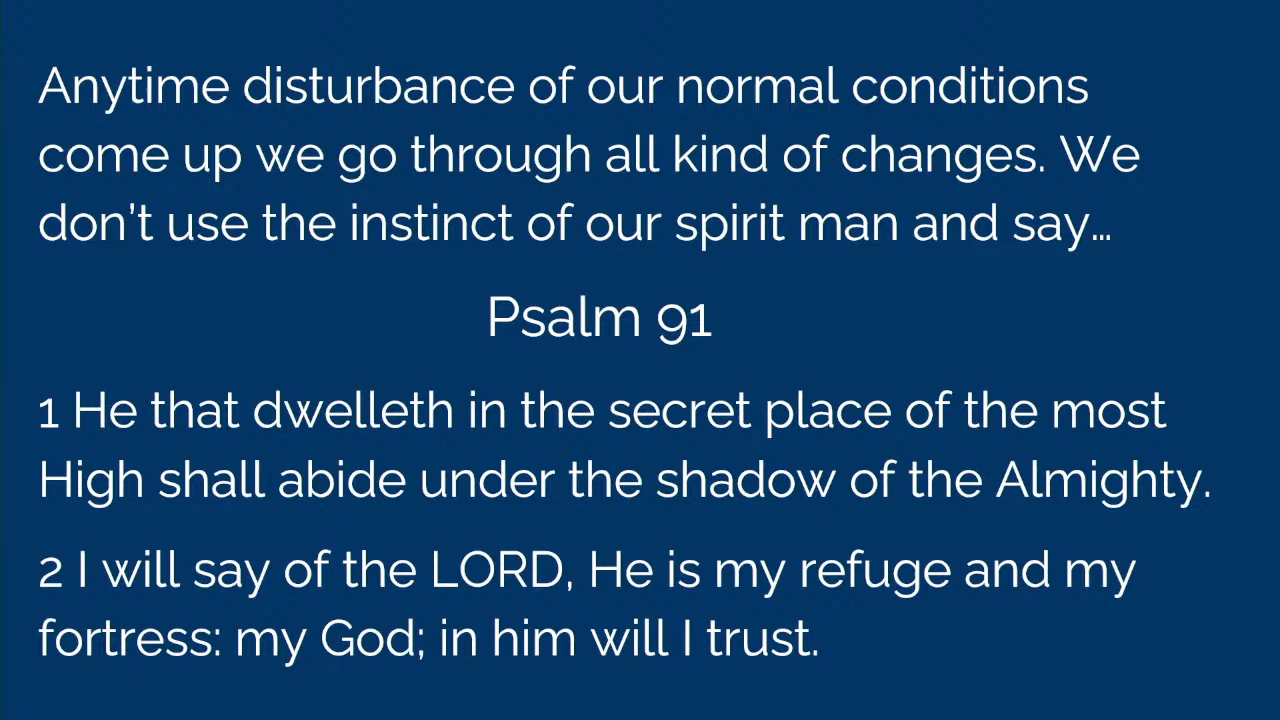 Anytime disturbance of our normal conditions
come up we go through all kind of changes. We
don’t use the instinct of our spirit man and say…
Psalm 91
1 He that dwelleth in the secret place of the most
High shall abide under the shadow of the Almighty.
2 I will say of the LORD, He is my refuge and my
fortress: my God; in him will I trust.